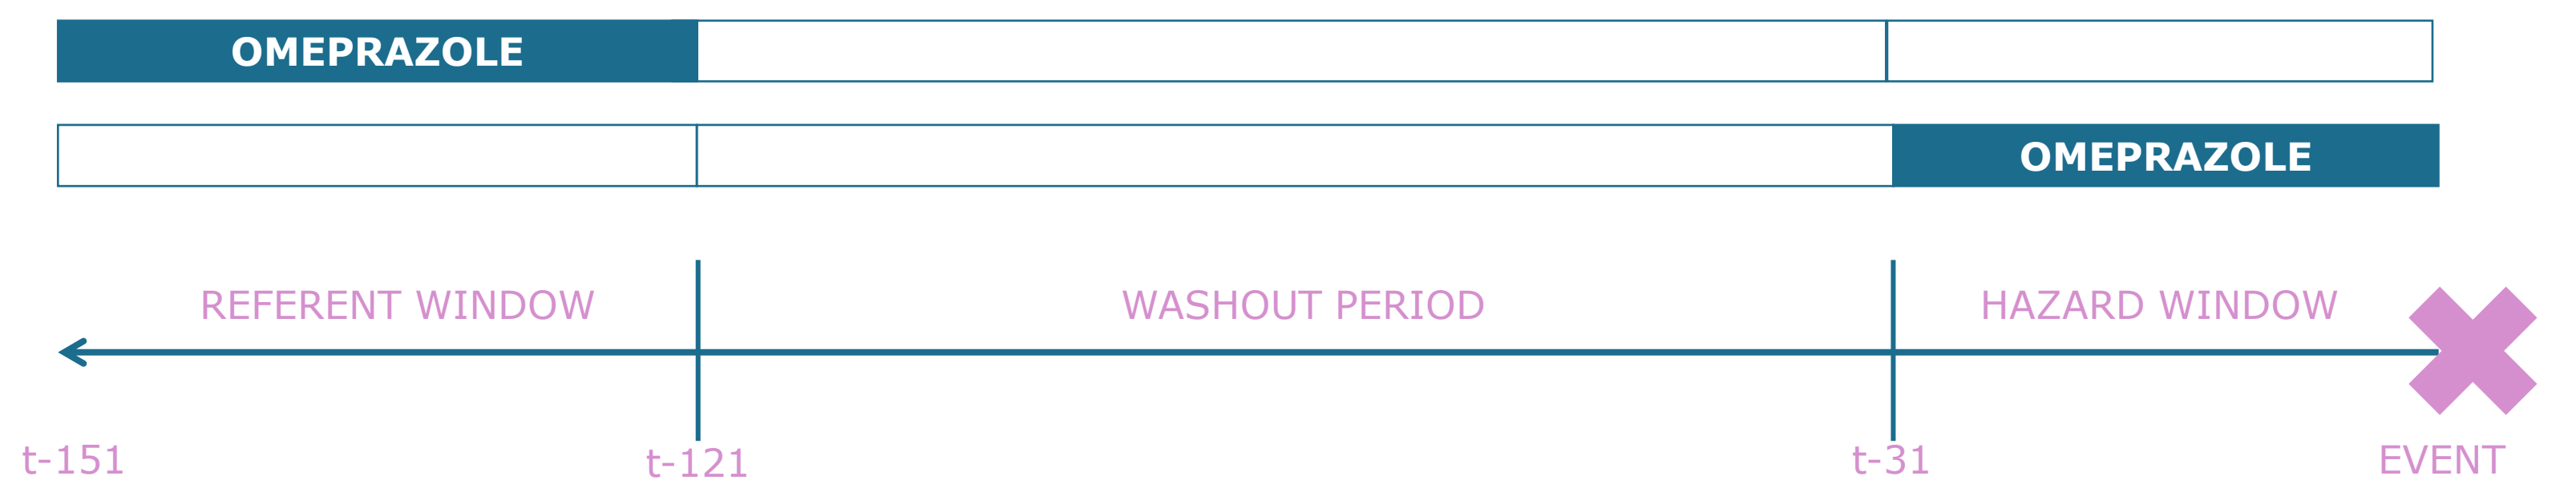 OMEPRAZOLE
OMEPRAZOLE
REFERENT WINDOW WASHOUT PERIOD HAZARD WINDOW
t-151 t-121 t-31 EVENT